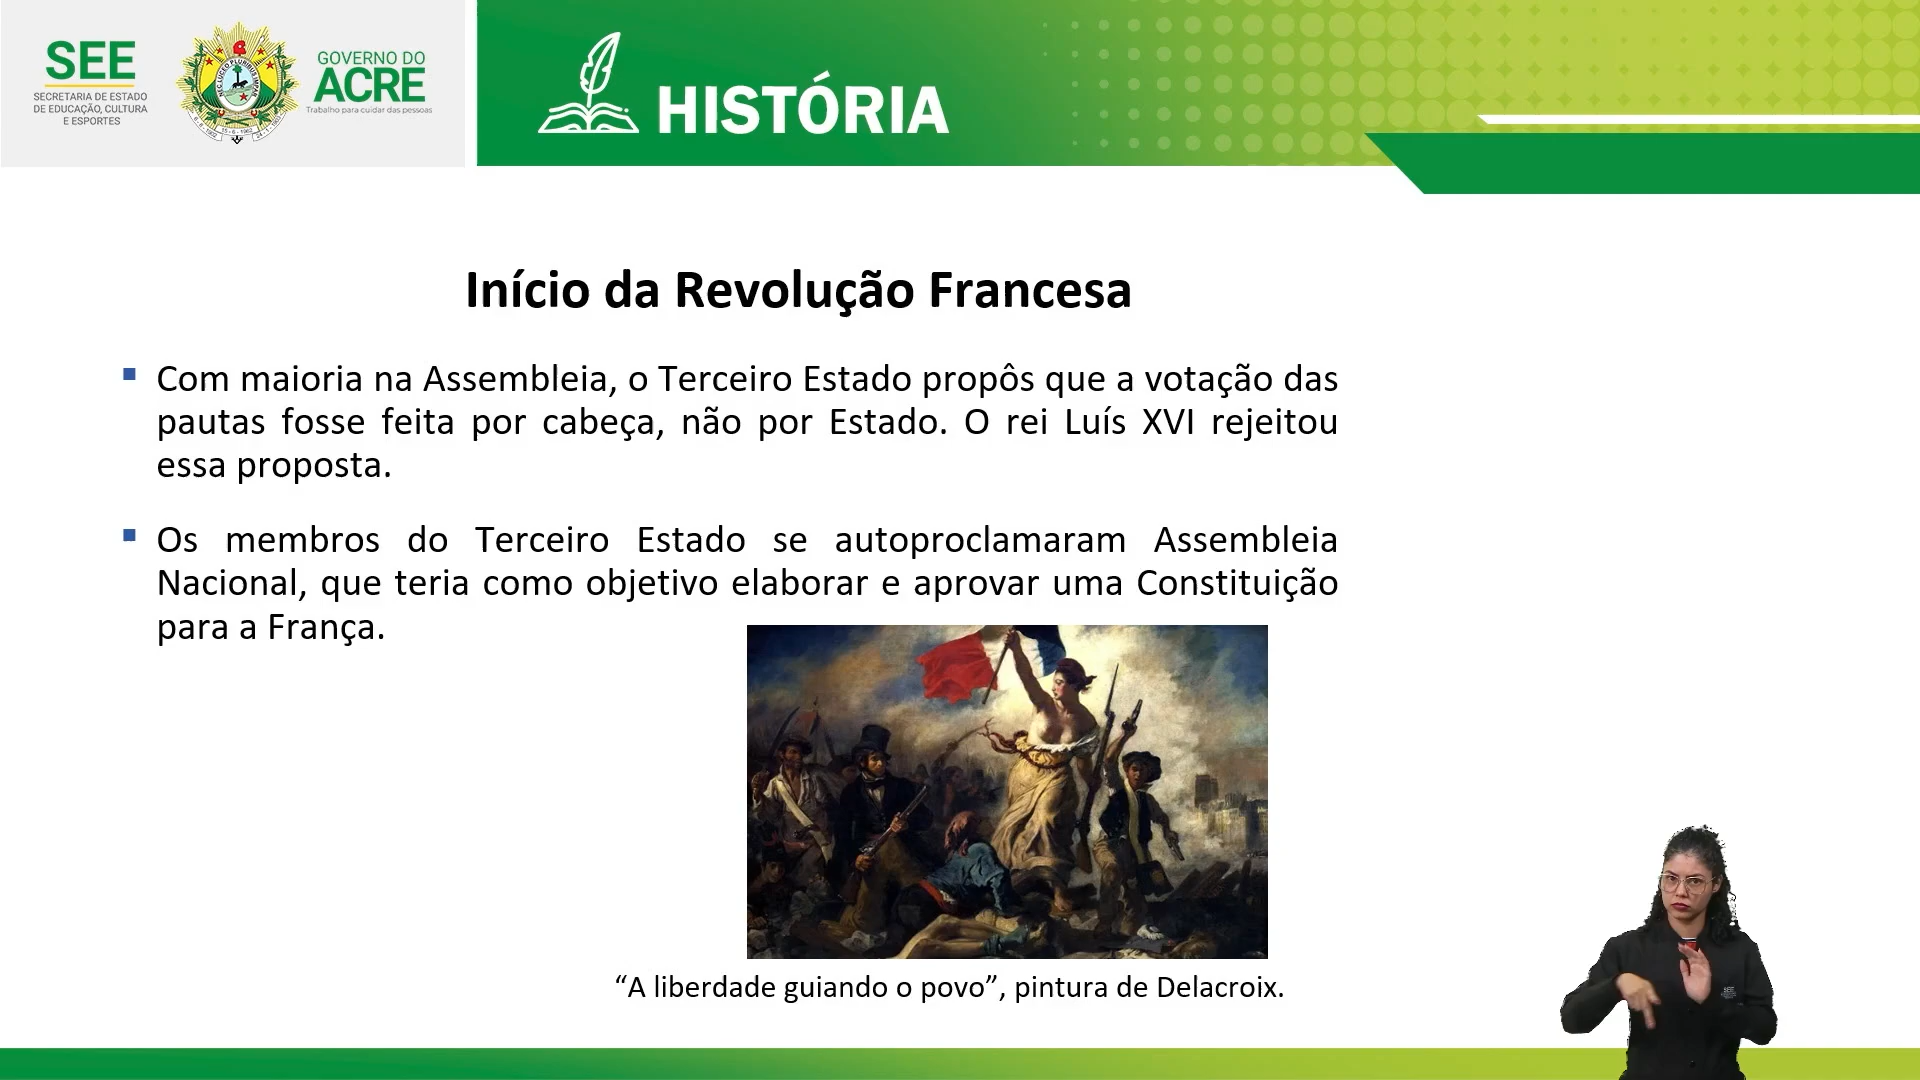 SEE
SECRETARIA DE ESTADO
DE EDUCAÇÃO, CULTURA
E ESPORTES
GOVERNO DO
ACRE
Trabalho para cuidar das pessoas
HISTÓRIA
Início da Revolução Francesa
Com maioria na Assembleia, o Terceiro Estado propôs que a votação das
pautas fosse feita por cabeça, não por Estado. O rei Luís XVI rejeitou
essa proposta.
Os membros do Terceiro Estado se autoproclamaram Assembleia
Nacional, que teria como objetivo elaborar e aprovar uma Constituição
para a França.
“A liberdade guiando o povo”, pintura de Delacroix.